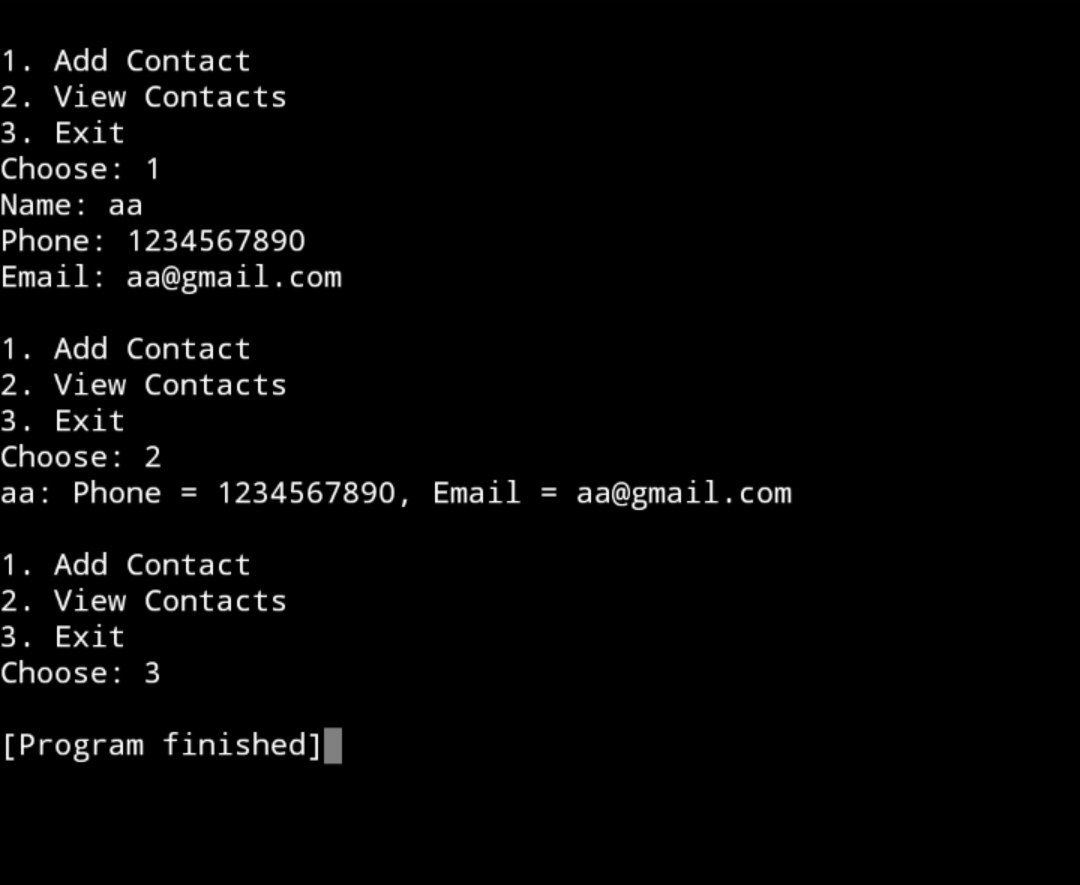 1. Add Contact
2. View Contacts
3. Exit
Choose: 1
Name: aa
Phone: 1234567890
Email: aa@gmail.com
1. Add Contact
2. View Contacts
3. Exit
Choose: 2
aa: Phone = 1234567890, Email = aa@gmail.com
1. Add Contact
2. View Contacts
3. Exit
Choose: 3
[Program finished]